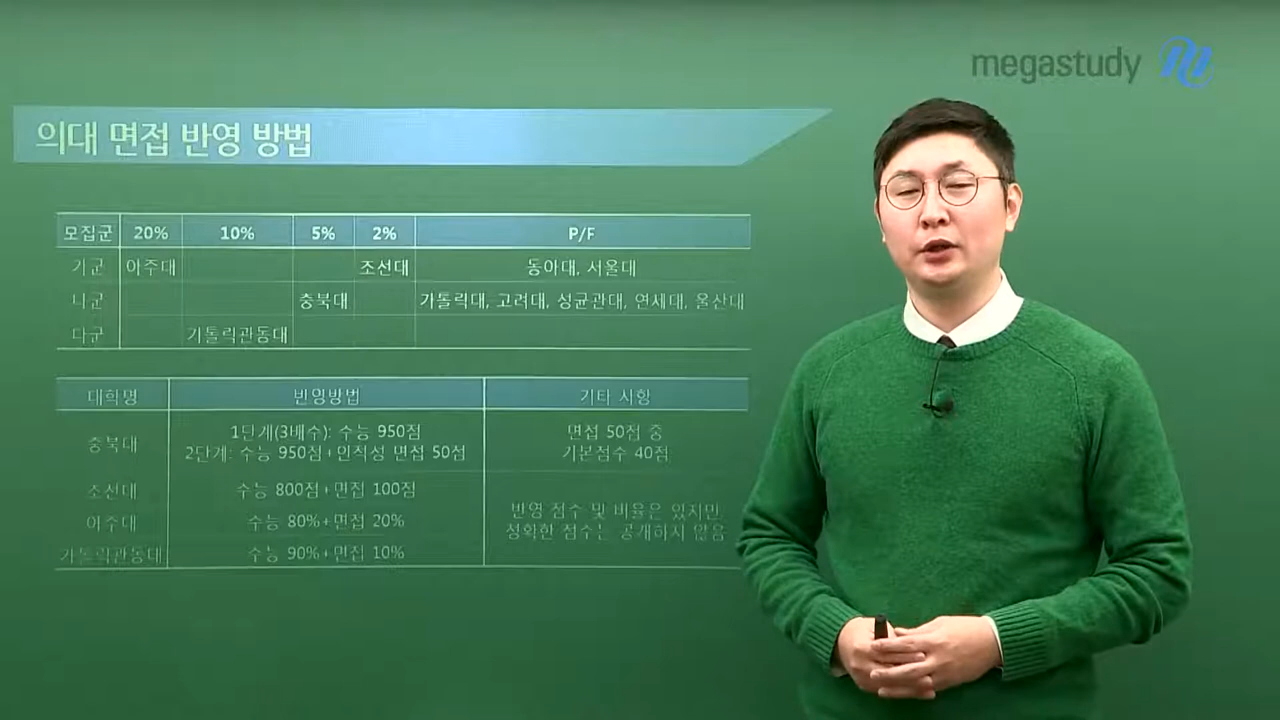 megastudy
의대 면접 반영 방법
모집군 20% 10% 5% 2% P/F
가군 아주대 조선대 동아대, 서울대
나군 충북대 가톨릭대, 고려대, 성균관대, 연세대, 울산대
다군 가톨릭관동대
대학명 반영방법 기타 사항
충북대
1단계(3배수): 수능 950점
2단계: 수능 950점+인적성 면접 50점
면접 50점 중
기본점수 40점
조선대 수능 800점+면접 100점
아주대 수능 80%+면접 20%
가톨릭관동대 수능 90%+면접 10%
반영 점수 및 비율은 있지만,
정확한 점수는 공개하지 않음